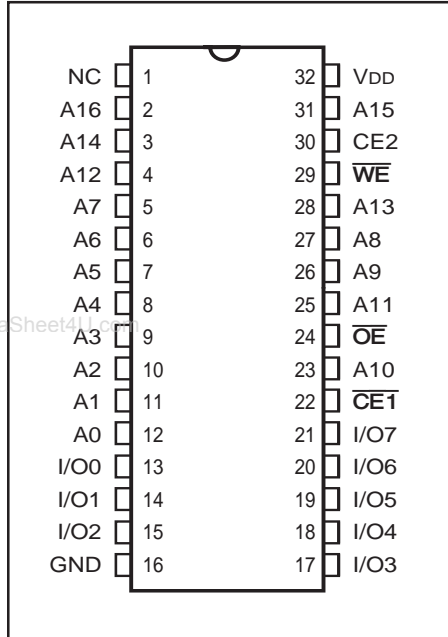 NC 1 32 VDD
A16 2 31 A15
A14 3 30 CE2
A12 4 29 W̅E̅
A7 5 28 A13
A6 6 27 A8
A5 7 26 A9
A4 8 25 A11
aSheet4U.com
A3 9 24 O̅E̅
A2 10 23 A10
A1 11 22 C̅E̅1̅
A0 12 21 I/O7
I/O0 13 20 I/O6
I/O1 14 19 I/O5
I/O2 15 18 I/O4
GND 16 17 I/O3